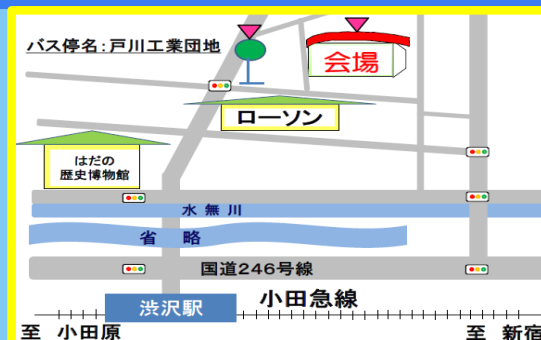 バス停名：戸川工業団地
会場
ローソン
はだの
歴史博物館
水無川
省 略
国道246号線
渋沢駅
小田急線
至 小田原
至 新宿